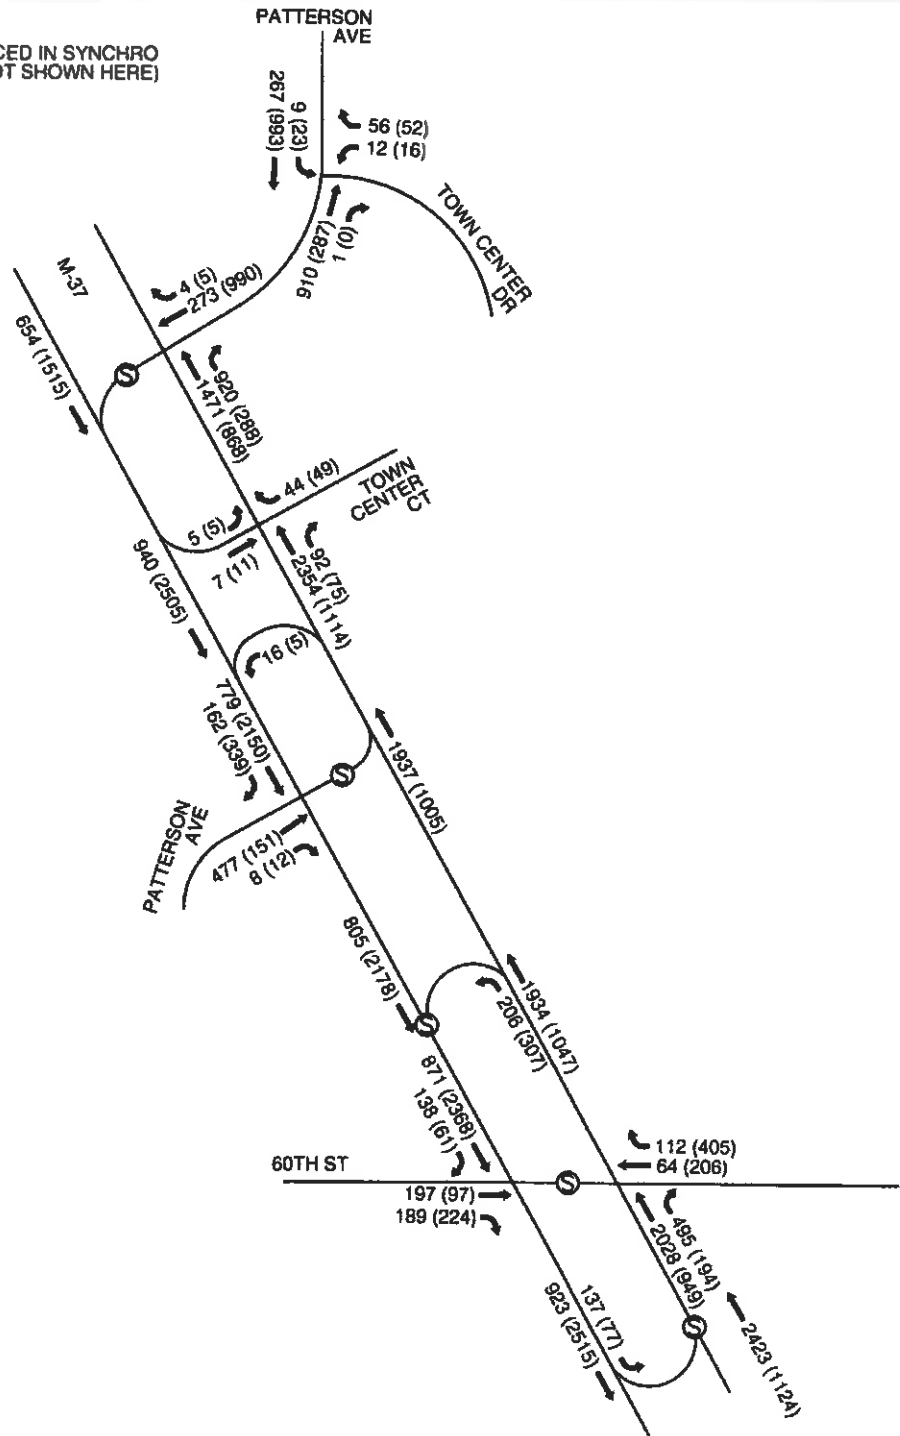 PATTERSON
AVE
CED IN SYNCHRO
OT SHOWN HERE)
267 (993)
9 (23)
56 (52)
12 (16)
TOWN CENTER
DR
910 (287)
1 (0)
M-37
4 (5)
273 (990)
654 (1515)
S
920 (288)
1471 (868)
44 (49)
TOWN
CENTER
CT
5 (5)
7 (11)
940 (2505)
92 (75)
2354 (1114)
16 (5)
779 (2150)
162 (339)
S
1937 (1005)
PATTERSON
AVE
477 (151)
8 (12)
805 (2178)
S
1934 (1047)
206 (307)
871 (2368)
138 (61)
112 (405)
64 (206)
60TH ST
S
197 (97)
189 (224)
495 (194)
2028 (949)
137 (77)
923 (2515)
S
2423 (1124)